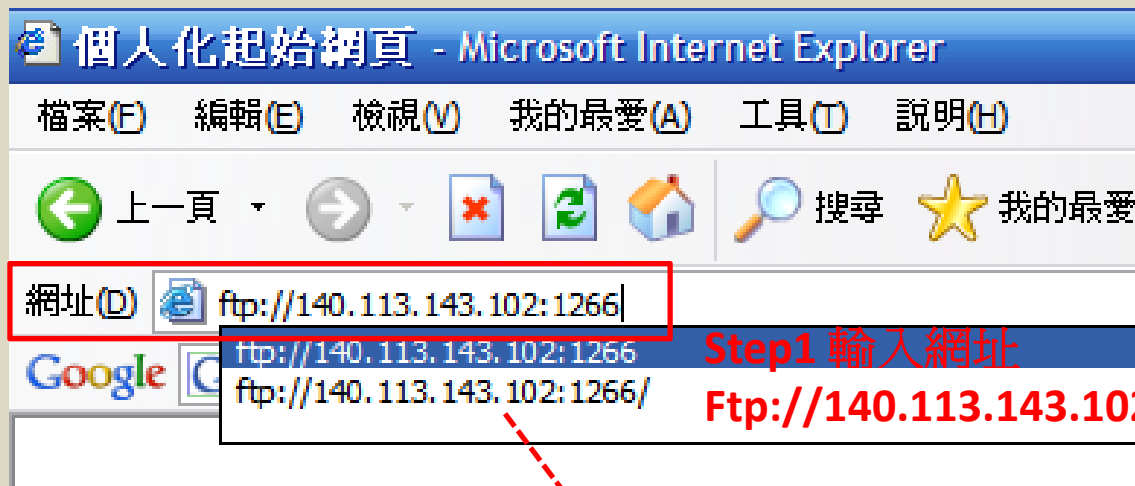 個人化起始網頁 - Microsoft Internet Explorer
檔案(F) 編輯(E) 檢視(V) 我的最愛(A) 工具(T) 說明(H)
上一頁 搜尋 我的最愛
網址(D) ftp://140.113.143.102:1266
ftp://140.113.143.102:1266 Step1 輸入網址
Google G
ftp://140.113.143.102:1266/ Ftp://140.113.143.102